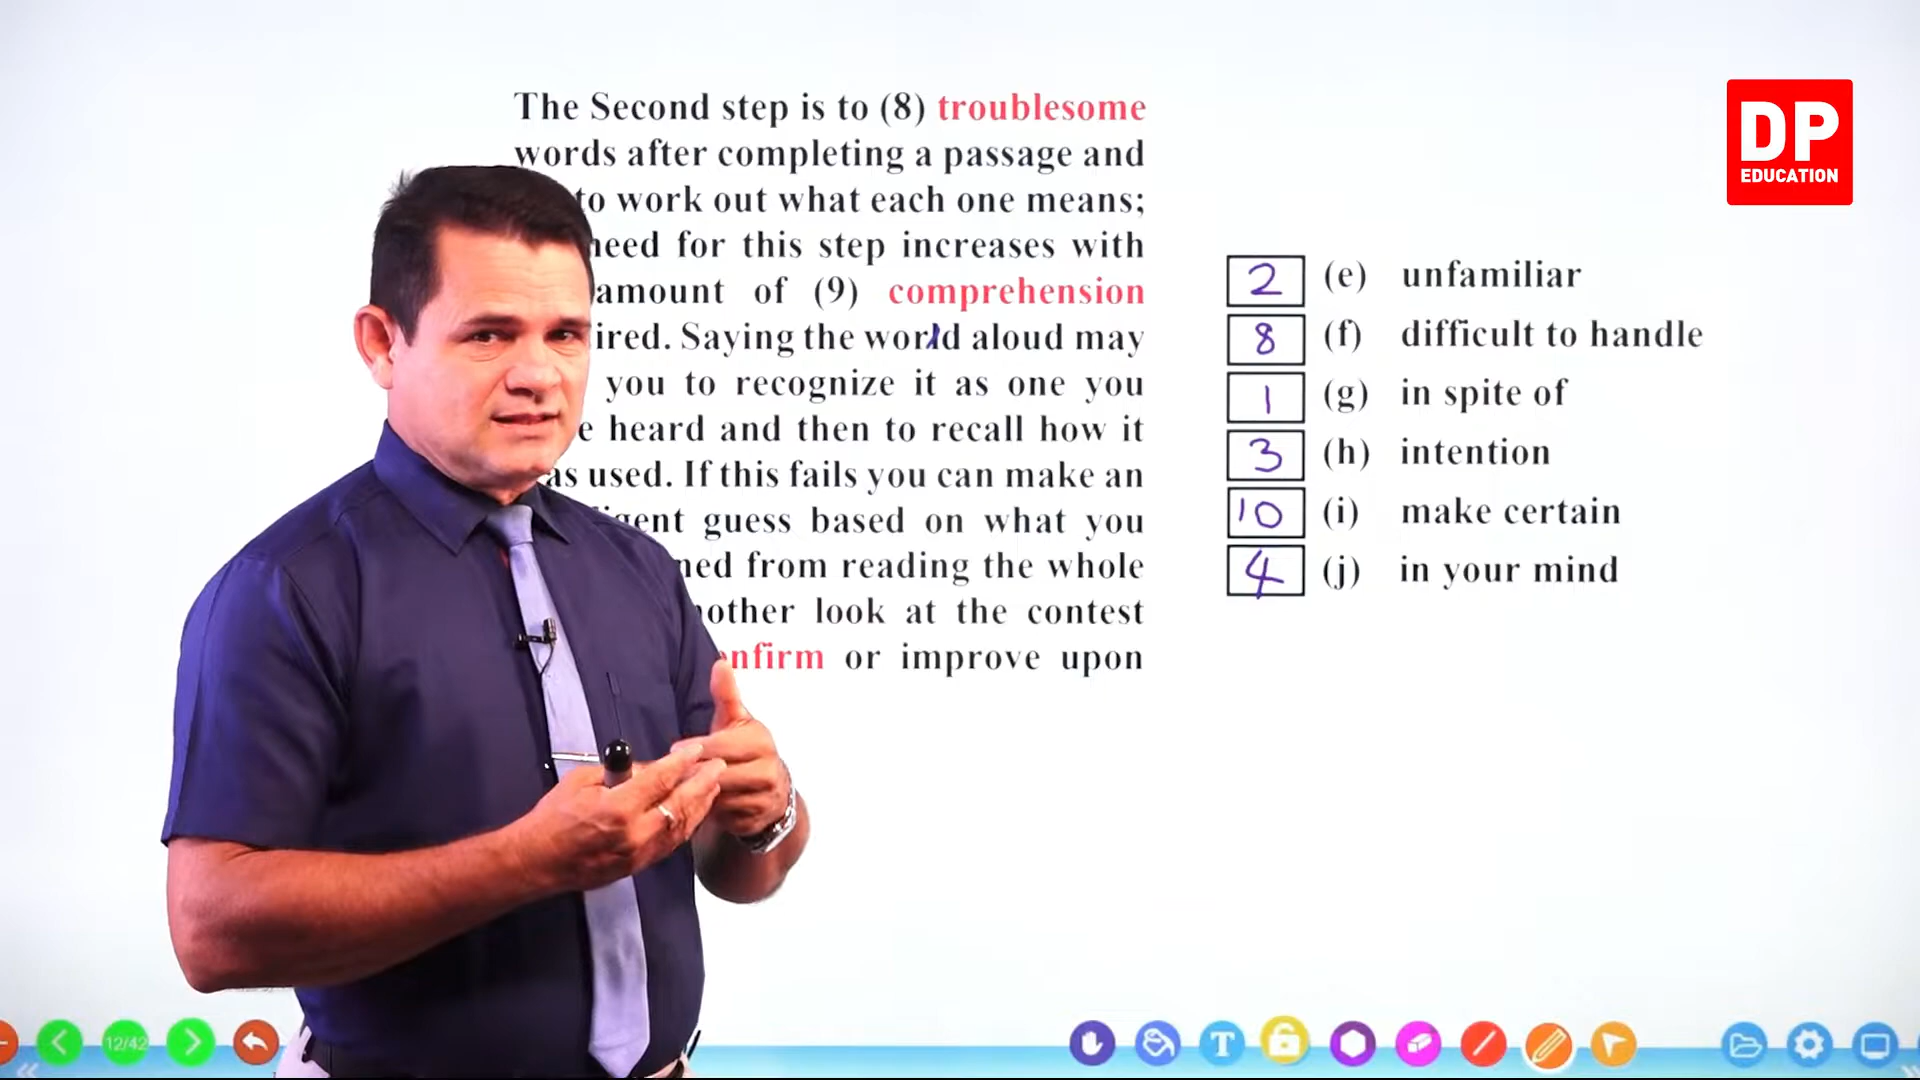 The Second step is to (8) troublesome
words after completing a passage and
to work out what each one means;
need for this step increases with
amount of (9) comprehension
ired. Saying the world aloud may
you to recognize it as one you
e heard and then to recall how it
as used. If this fails you can make an
igent guess based on what you
ned from reading the whole
other look at the contest
nfirm or improve upon
2 (e) unfamiliar
8 (f) difficult to handle
1 (g) in spite of
3 (h) intention
10 (i) make certain
4 (j) in your mind
DP
EDUCATION
12/42
T